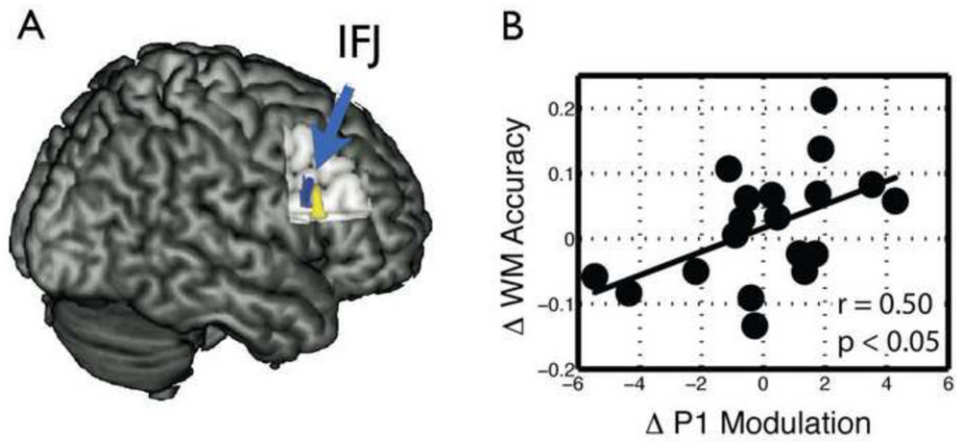 A
IFJ
B
Δ WM Accuracy
0.2
0.1
0
−0.1
−0.2
−6 −4 −2 0 2 4 6
r = 0.50
p < 0.05
Δ P1 Modulation